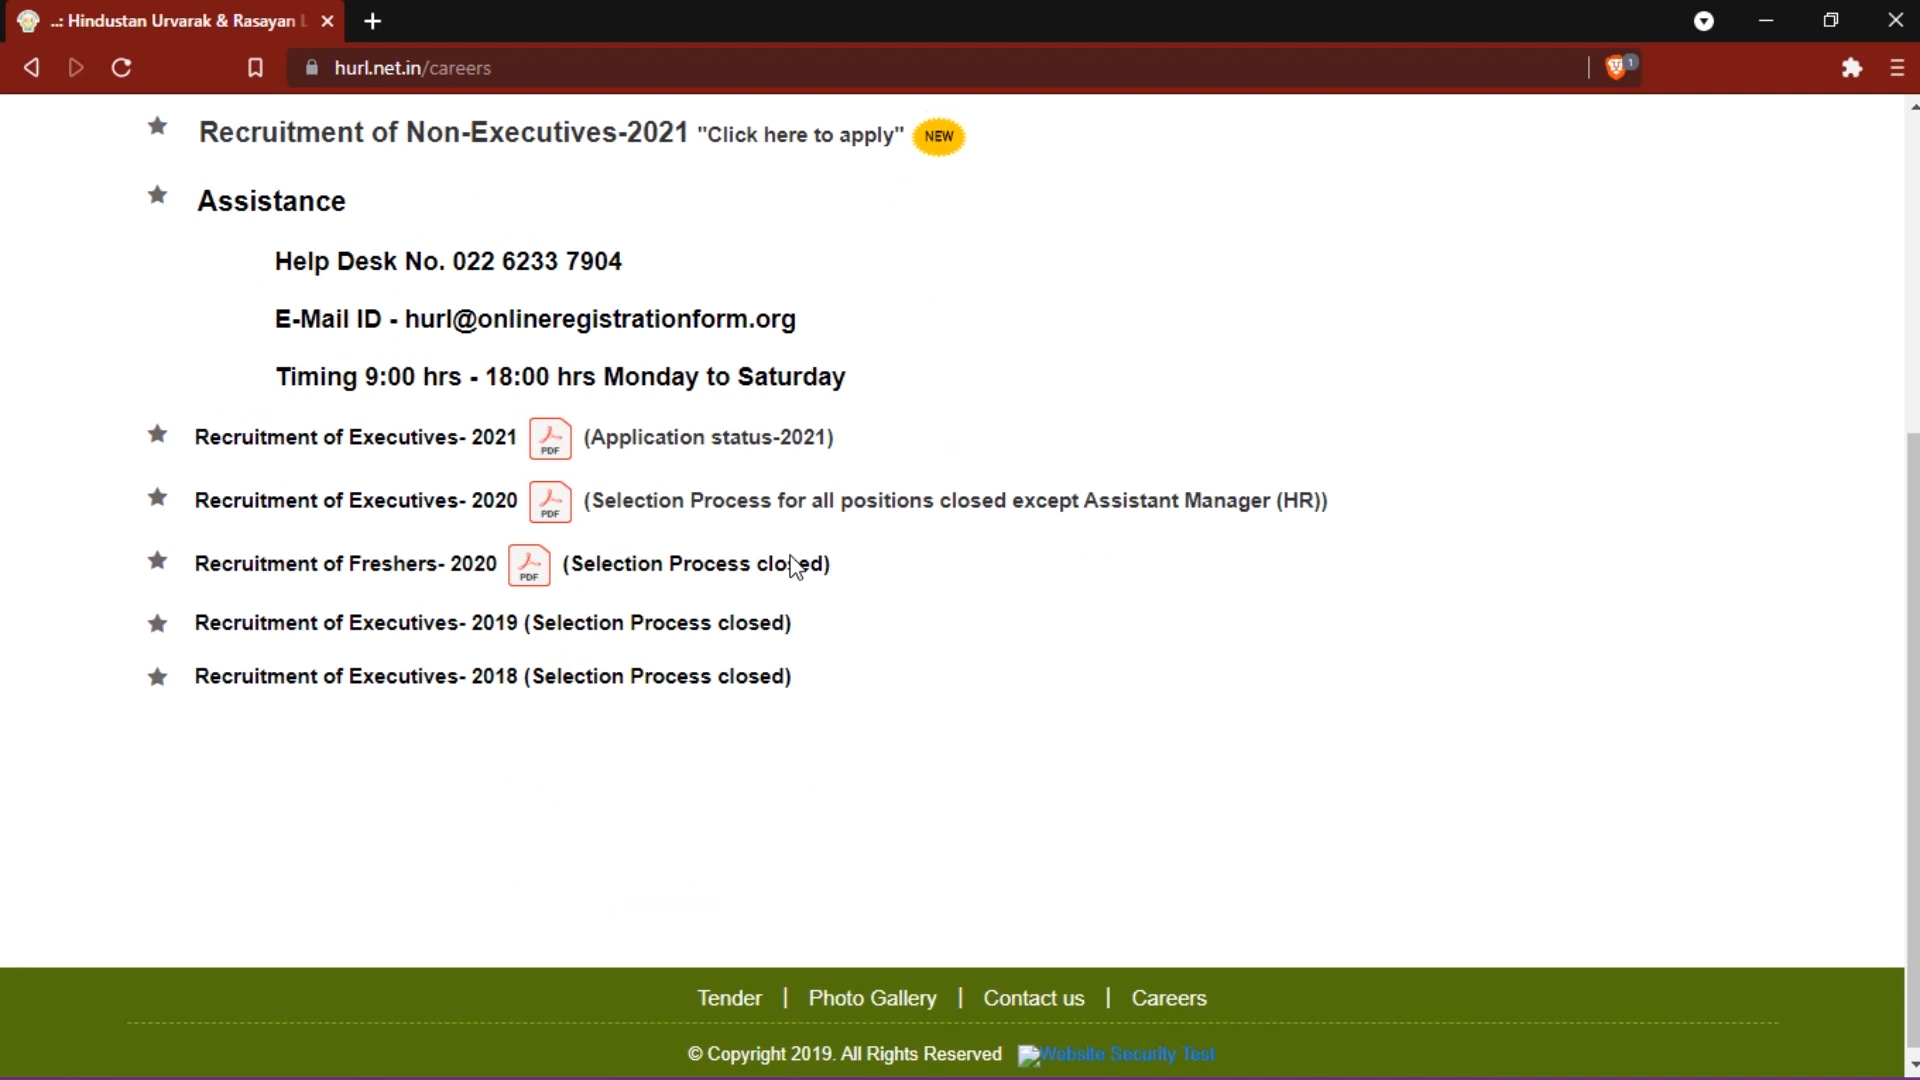 ..: Hindustan Urvarak & Rasayan L
hurl.net.in/careers
1
Recruitment of Non-Executives-2021 "Click here to apply" NEW
Assistance
Help Desk No. 022 6233 7904
E-Mail ID - hurl@onlineregistrationform.org
Timing 9:00 hrs - 18:00 hrs Monday to Saturday
Recruitment of Executives- 2021 PDF (Application status-2021)
Recruitment of Executives- 2020 PDF (Selection Process for all positions closed except Assistant Manager (HR))
Recruitment of Freshers- 2020 PDF (Selection Process closed)
Recruitment of Executives- 2019 (Selection Process closed)
Recruitment of Executives- 2018 (Selection Process closed)
Tender | Photo Gallery | Contact us | Careers
© Copyright 2019. All Rights Reserved Website Security Test